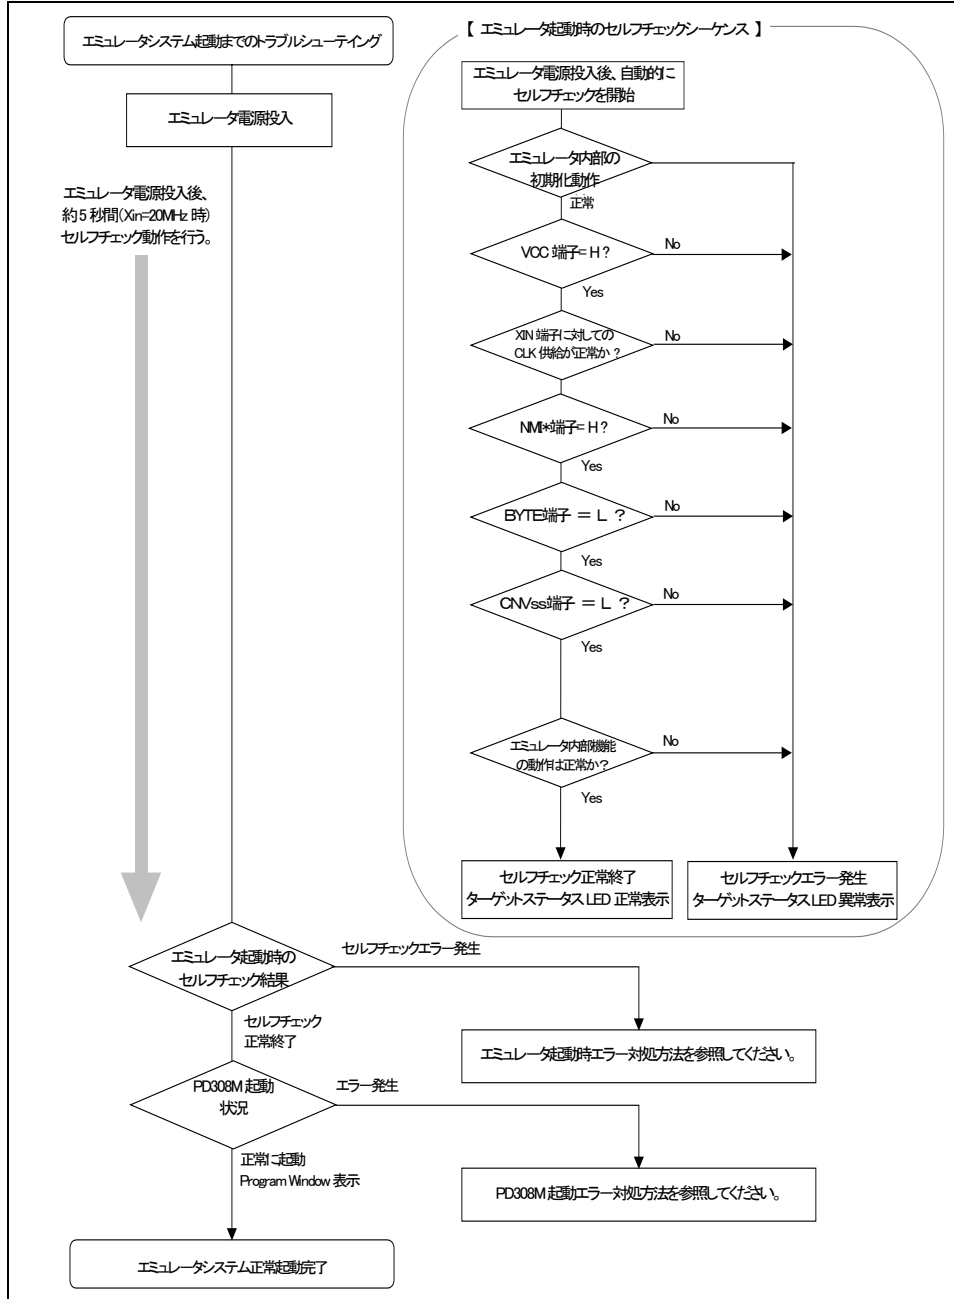 エミュレータシステム起動までのトラブルシューテイング
エミュレータ電源投入
エミュレータ電源投入後、
約5秒間(Xin=20MHz 時)
セルフチェック動作を行う。
【 エミュレータ起動時のセルフチェックシーケンス 】
エミュレータ電源投入後、自動的に
セルフチェックを開始
エミュレータ内部の
初期化動作
正常
VCC 端子= H ?
No
Yes
XIN 端子に対しての
CLK 供給が正常か ?
No
NMI*端子= H ?
No
Yes
BYTE端子 = L ?
No
Yes
CNVss端子 = L ?
No
Yes
エミュレータ内部機能
の動作は正常か?
No
Yes
セルフチェック正常終了
ターゲットステータス LED 正常表示
セルフチェックエラー発生
ターゲットステータス LED 異常表示
エミュレータ起動時の
セルフチェック結果
セルフチェックエラー発生
セルフチェック
正常終了
エミュレータ起動時エラー対処方法を参照してください。
PD308M 起動
状況
エラー発生
正常に起動
Program Window 表示
PD308M 起動エラー対処方法を参照してください。
エミュレータシステム正常起動完了